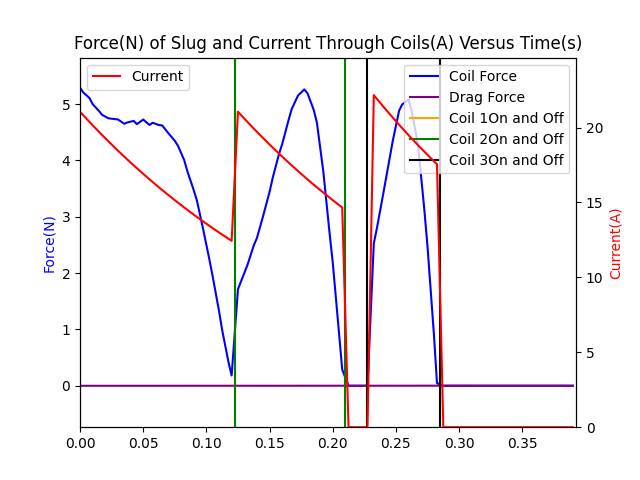 Force(N) of Slug and Current Through Coils(A) Versus Time(s)
Current
Coil Force
Drag Force
Coil 1On and Off
Coil 2On and Off
Coil 3On and Off
Force(N)
5
4
3
2
1
0
20
15
10
5
0
Current(A)
0.00 0.05 0.10 0.15 0.20 0.25 0.30 0.35